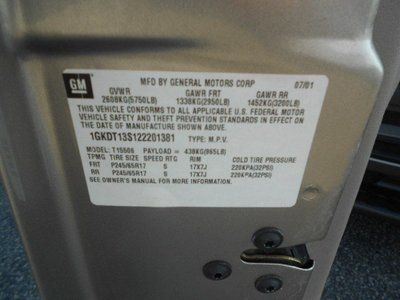 GM
MFD BY GENERAL MOTORS CORP 07/01
GVWR GAWR FRT GAWR RR
2608KG(5750LB) 1338KG(2950LB) 1452KG(3200LB)
THIS VEHICLE CONFORMS TO ALL APPLICABLE U.S. FEDERAL MOTOR
VEHICLE SAFETY AND THEFT PREVENTION STANDARDS IN EFFECT ON
THE DATE OF MANUFACTURE SHOWN ABOVE.
1GKDT13S122201381 TYPE: M.P.V.
MODEL: T15506 PAYLOAD = 438KG(965LB)
TPMG TIRE SIZE SPEED RTG RIM COLD TIRE PRESSURE
FRT P245/65R17 S 17X7J 220KPA(32PSI)
RR P245/65R17 S 17X7J 220KPA(32PSI)
SEE OWNER'S MANUAL FOR MORE INFORMATION.